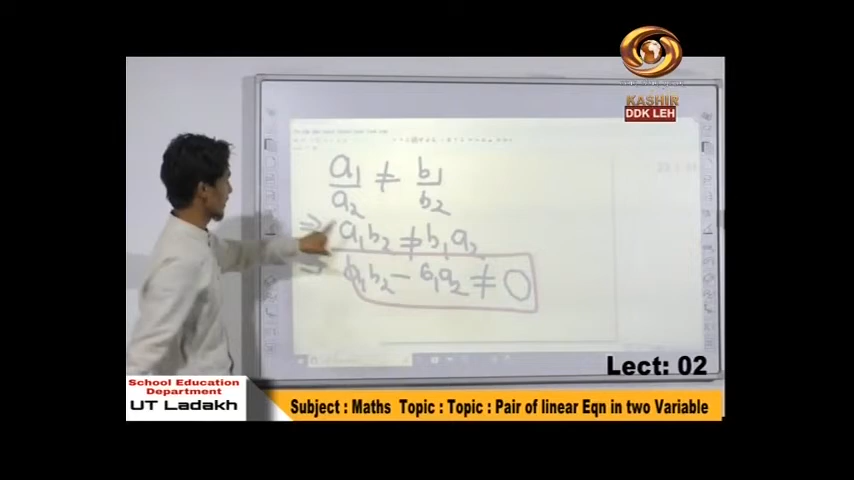 KASHIR
DDK LEH
a₁/a₂ ≠ b₁/b₂
⇒ a₁b₂ ≠ b₁a₂
⇒ a₁b₂ − b₁a₂ ≠ 0
Lect: 02
School Education
Department
UT Ladakh
Subject : Maths Topic : Topic : Pair of linear Eqn in two Variable